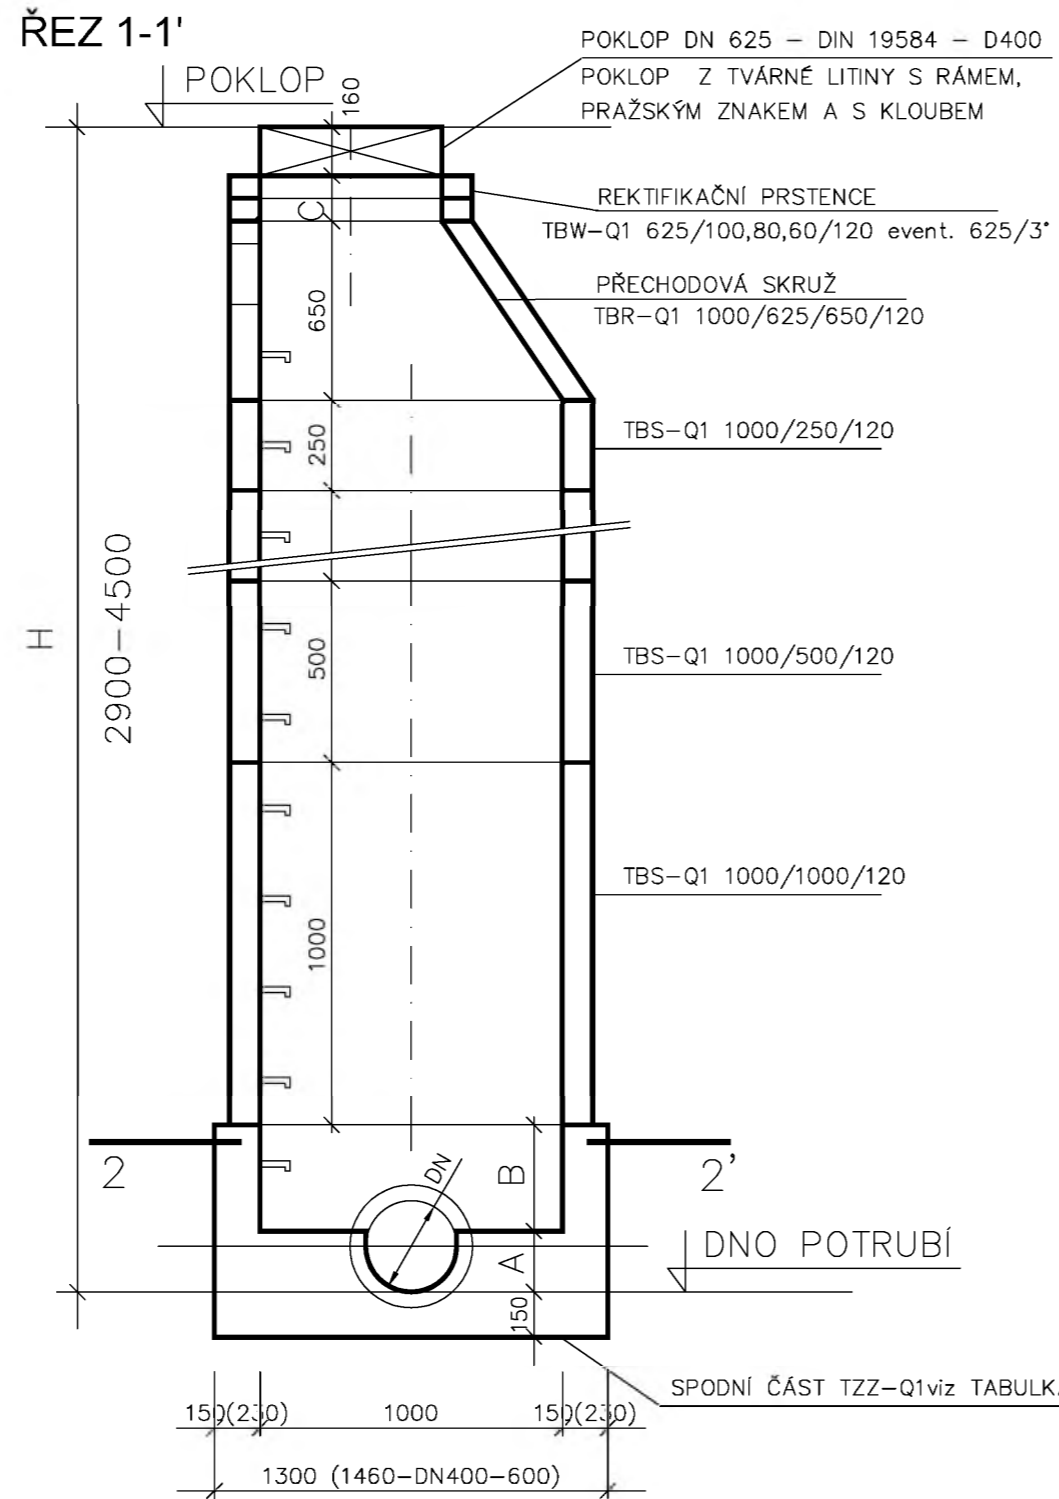 ŘEZ 1-1'
POKLOP DN 625 – DIN 19584 – D400
POKLOP Z TVÁRNÉ LITINY S RÁMEM,
PRAŽSKÝM ZNAKEM A S KLOUBEM
POKLOP
160
REKTIFIKAČNÍ PRSTENCE
TBW–Q1 625/100,80,60/120 event. 625/3°
C
PŘECHODOVÁ SKRUŽ
TBR–Q1 1000/625/650/120
650
TBS–Q1 1000/250/120
250
H
2900–4500
TBS–Q1 1000/500/120
500
TBS–Q1 1000/1000/120
1000
2
2'
B
DN
A
DNO POTRUBÍ
150
SPODNÍ ČÁST TZZ–Q1viz TABULK
150(230)
1000
150(230)
1300 (1460–DN400–600)